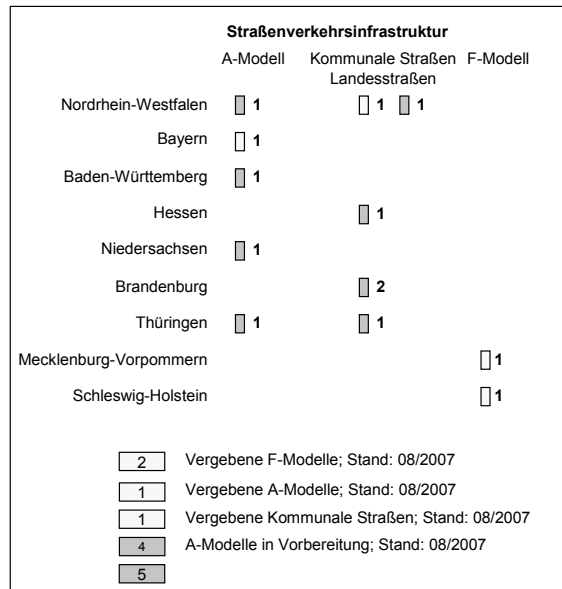 Straßenverkehrsinfrastruktur
A-Modell Kommunale Straßen F-Modell
Landesstraßen
Nordrhein-Westfalen 1 1 1
Bayern 1
Baden-Württemberg 1
Hessen 1
Niedersachsen 1
Brandenburg 2
Thüringen 1 1
Mecklenburg-Vorpommern 1
Schleswig-Holstein 1
2 Vergebene F-Modelle; Stand: 08/2007
1 Vergebene A-Modelle; Stand: 08/2007
1 Vergebene Kommunale Straßen; Stand: 08/2007
4 A-Modelle in Vorbereitung; Stand: 08/2007
5